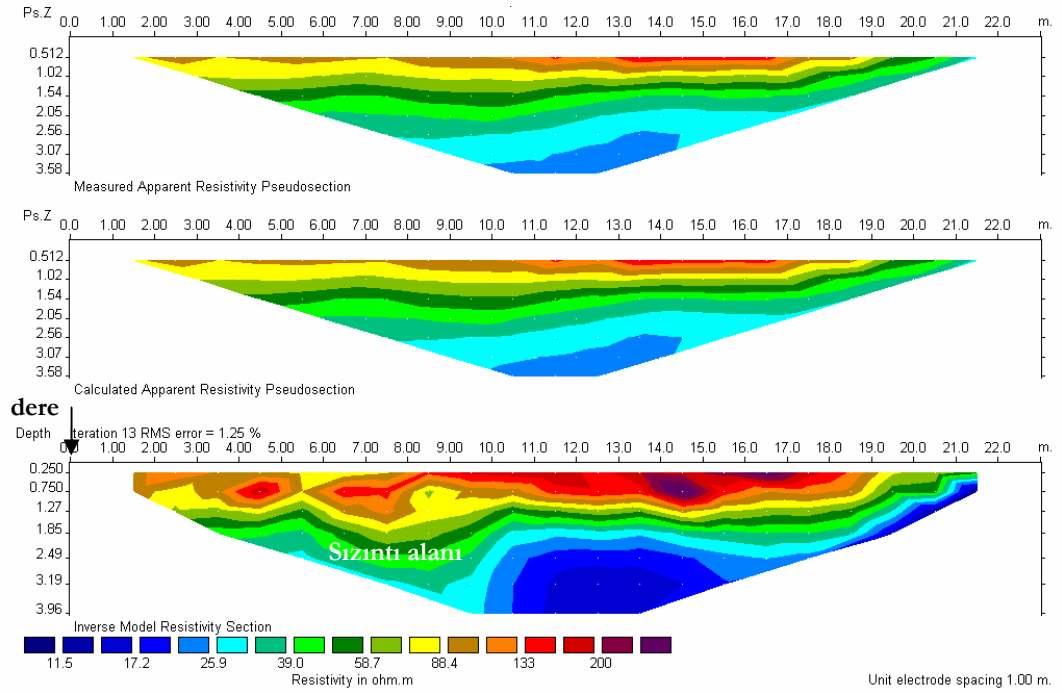 Ps.Z
0.0 2.00 3.00 4.00 5.00 6.00 7.00 8.00 9.00 10.0 11.0 12.0 13.0 14.0 15.0 16.0 17.0 18.0 19.0 20.0 21.0 22.0 m.
0.512
1.02
1.54
2.05
2.56
3.07
3.58
Measured Apparent Resistivity Pseudosection
Ps.Z
0.0 2.00 3.00 4.00 5.00 6.00 7.00 8.00 9.00 10.0 11.0 12.0 13.0 14.0 15.0 16.0 17.0 18.0 19.0 20.0 21.0 22.0 m.
0.512
1.02
1.54
2.05
2.56
3.07
3.58
Calculated Apparent Resistivity Pseudosection
dere
Depth Iteration 13 RMS error = 1.25 %
0.0 2.00 3.00 4.00 5.00 6.00 7.00 8.00 9.00 10.0 11.0 12.0 13.0 14.0 15.0 16.0 17.0 18.0 19.0 20.0 21.0 22.0 m.
0.250
0.750
1.27
1.85
2.49
3.19
3.96
Sızıntı alanı
Inverse Model Resistivity Section
11.5 17.2 25.9 39.0 58.7 88.4 133 200
Resistivity in ohm.m
Unit electrode spacing 1.00 m.